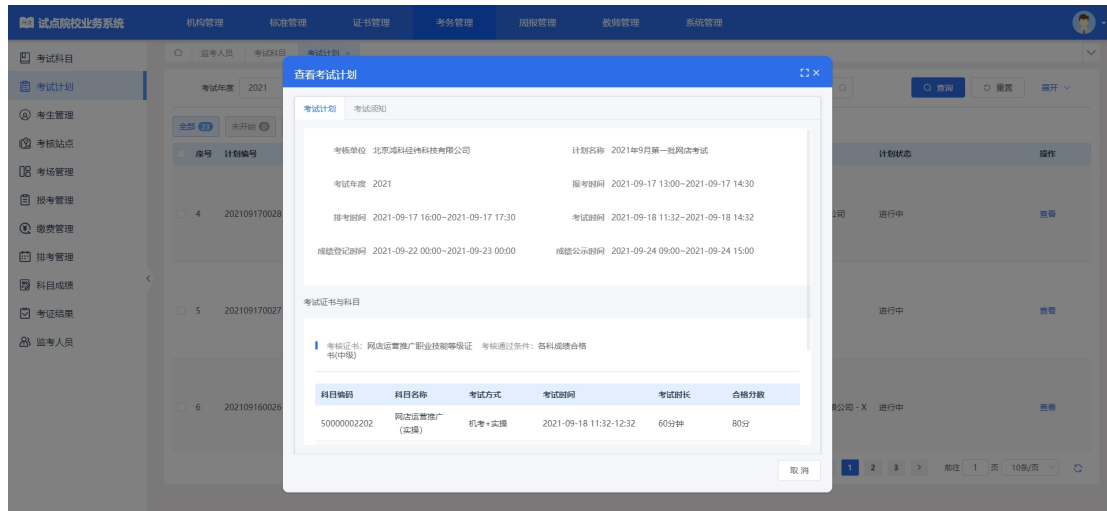 试点院校业务系统 机构管理 标准管理 证书管理 考务管理 周报管理 教师管理 系统管理
考试科目
考试计划
考生管理
考核站点
考场管理
报考管理
缴费管理
排考管理
科目成绩
考证结果
监考人员
监考人员 考试科目 考试计划 ×
考试年度 2021 查询 重置 展开
全部 23 未开始 0
序号 计划编号 计划状态 操作
4 202109170028 公司 进行中 查看
5 202109170027 进行中 查看
6 202109160026 限公司 - X 进行中 查看
查看考试计划
考试计划 考试须知
考核单位 北京鸿科经纬科技有限公司 计划名称 2021年9月第一批网店考试
考试年度 2021 报考时间 2021-09-17 13:00~2021-09-17 14:30
排考时间 2021-09-17 16:00~2021-09-17 17:30 考试时间 2021-09-18 11:32~2021-09-18 14:32
成绩登记时间 2021-09-22 00:00~2021-09-23 00:00 成绩公示时间 2021-09-24 09:00~2021-09-24 15:00
考试证书与科目
考核证书: 网店运营推广职业技能等级证 考核通过条件: 各科成绩合格
书(中级)
科目编码 科目名称 考试方式 考试时间 考试时长 合格分数
50000002202 网店运营推广 机考+实操 2021-09-18 11:32-12:32 60分钟 80分
(实操)
取消
1 2 3 > 前往 1 页 10条/页